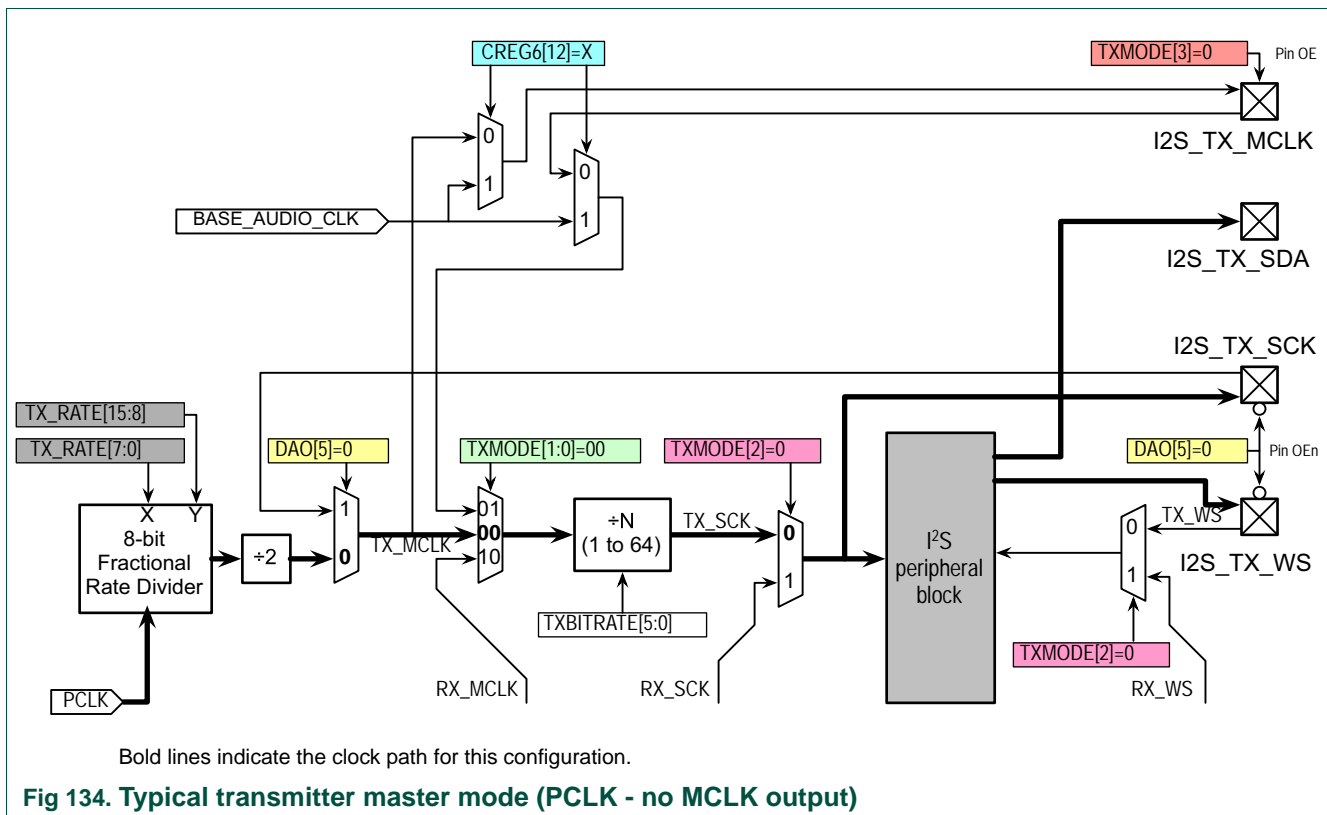 CREG6[12]=X
TXMODE[3]=0
Pin OE
0
1
I2S_TX_MCLK
0
1
BASE_AUDIO_CLK
I2S_TX_SDA
I2S_TX_SCK
TX_RATE[15:8]
TX_RATE[7:0]
DAO[5]=0
TXMODE[1:0]=00
TXMODE[2]=0
DAO[5]=0
Pin OEn
X Y
8-bit
Fractional
Rate Divider
÷2
1
0
TX_MCLK
01
00
10
÷N
(1 to 64)
TX_SCK
0
1
I²S
peripheral
block
TX_WS
0
1
I2S_TX_WS
TXBITRATE[5:0]
TXMODE[2]=0
PCLK
RX_MCLK
RX_SCK
RX_WS
Bold lines indicate the clock path for this configuration.
Fig 134. Typical transmitter master mode (PCLK - no MCLK output)